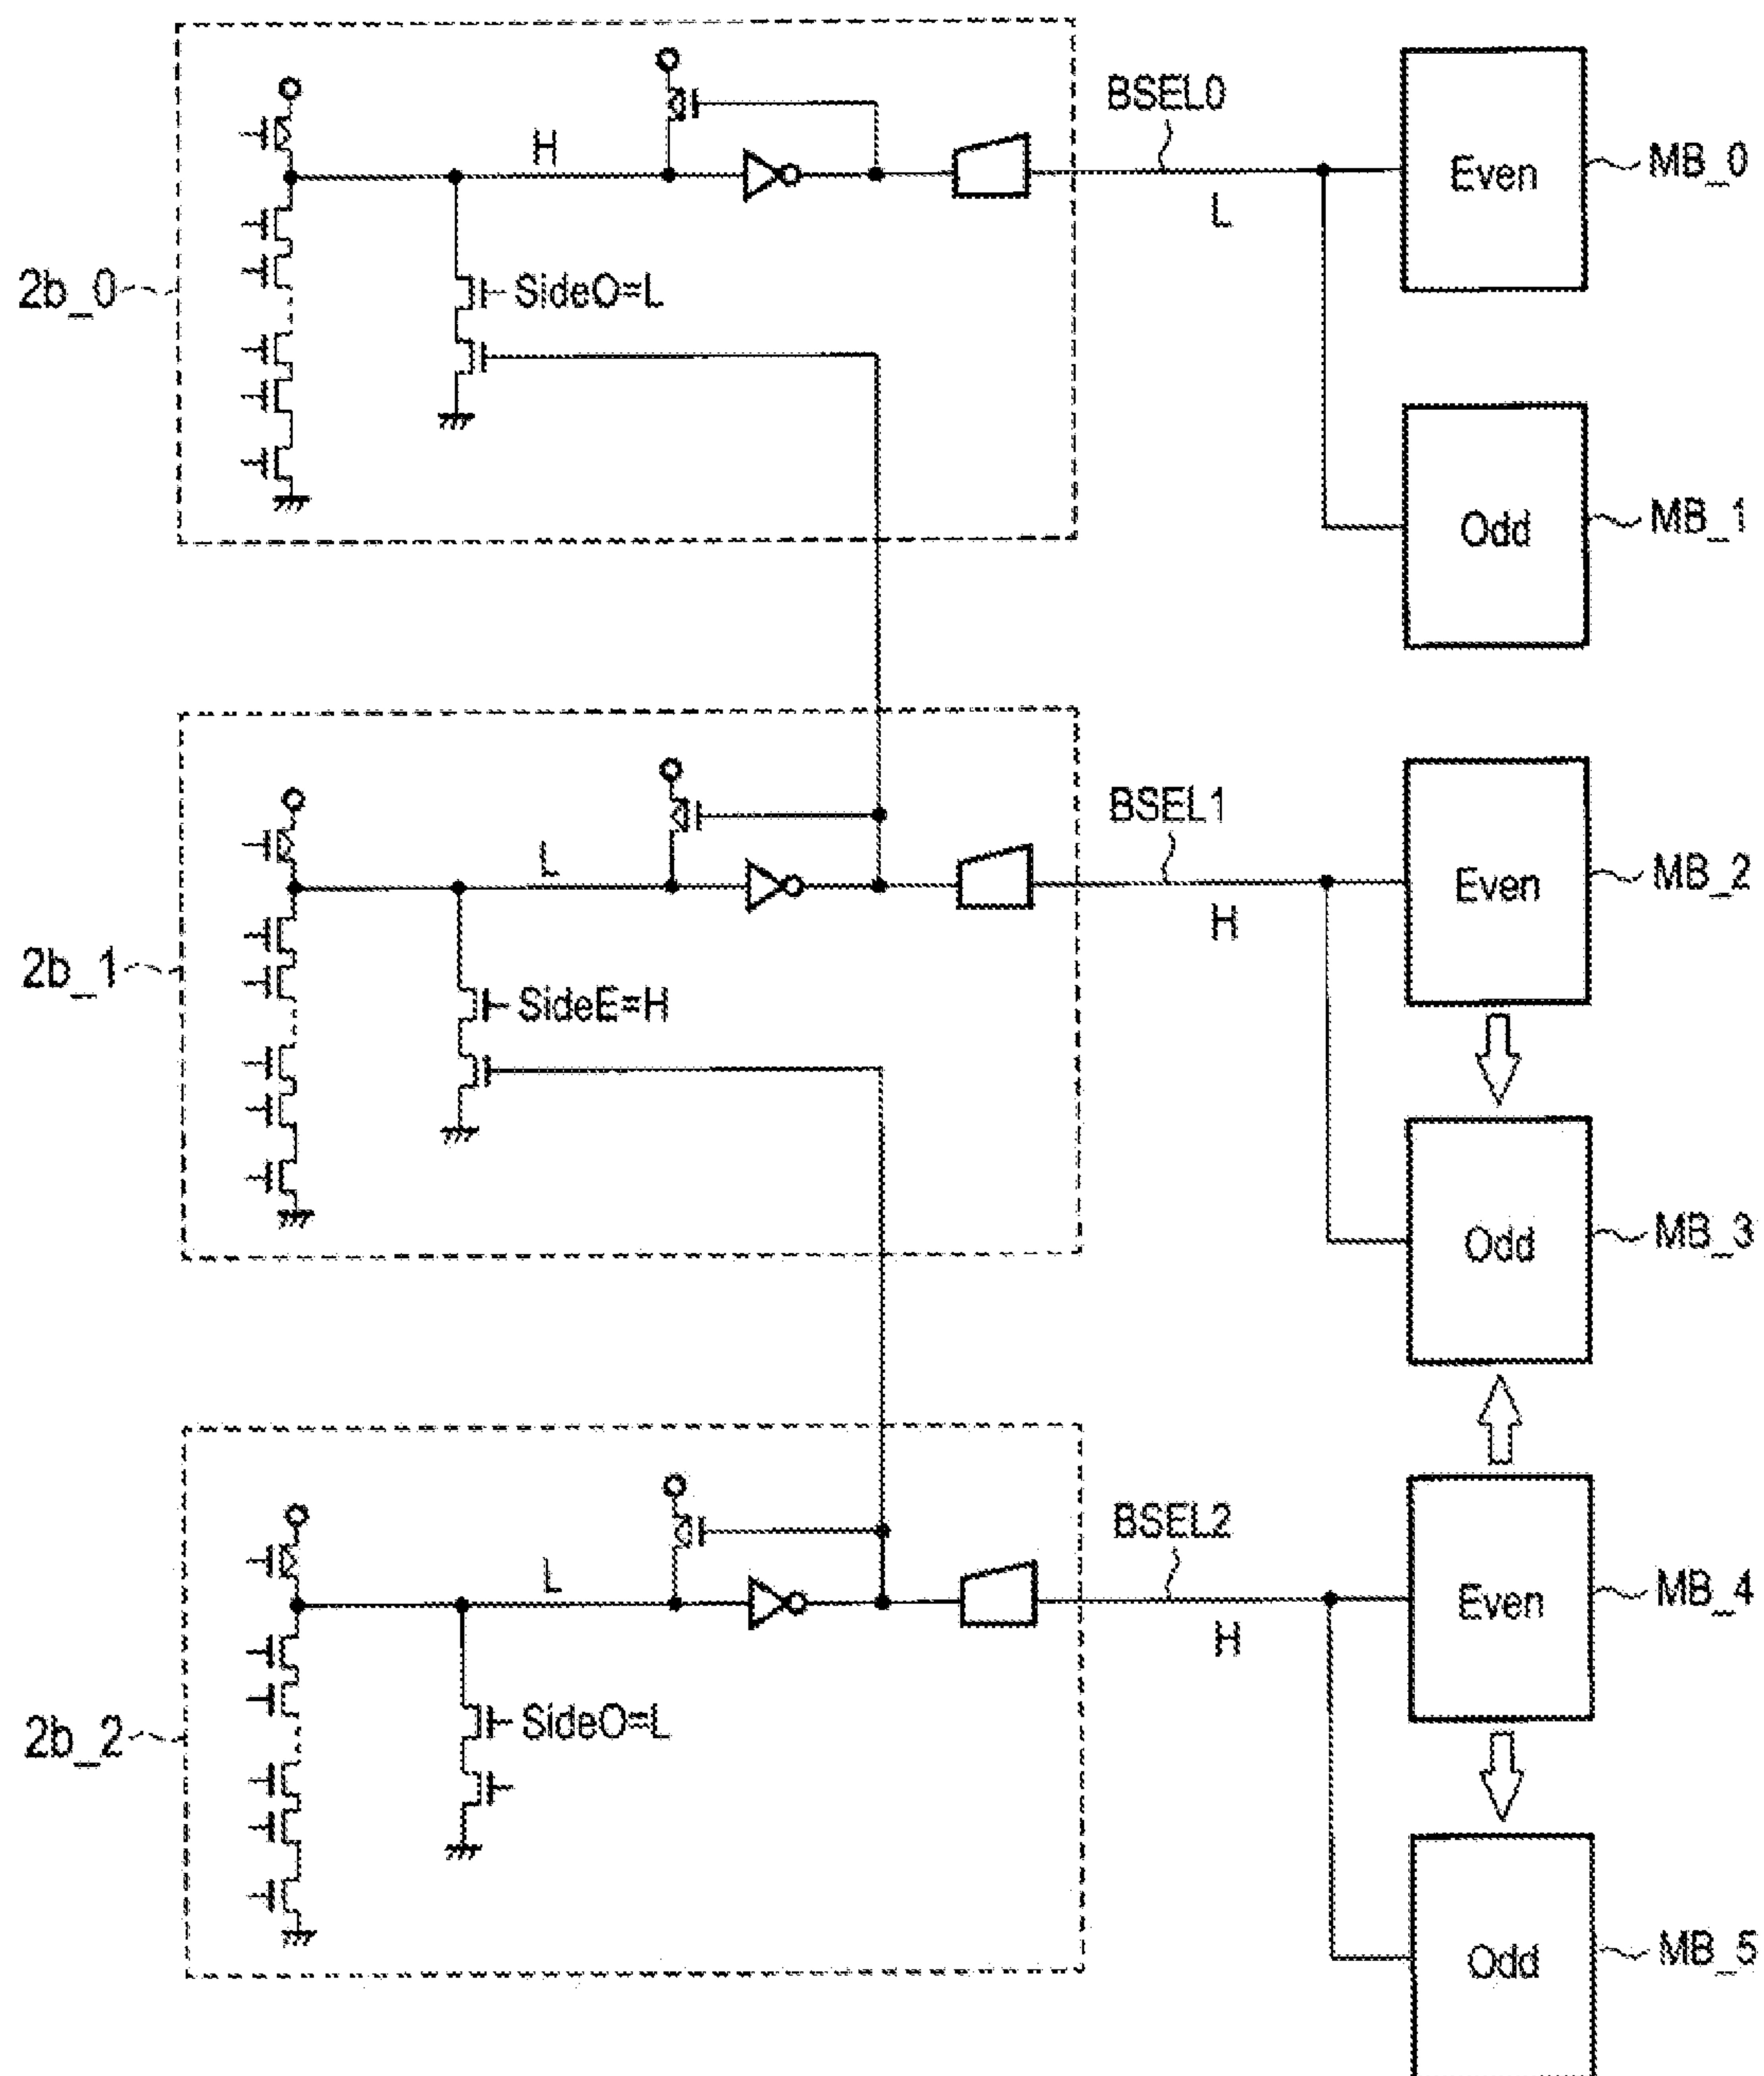 BSEL0
H
Even
MB_0
L
2b_0
SideO=L
Odd
MB_1
BSEL1
L
Even
MB_2
H
2b_1
SideE=H
Odd
MB_3
BSEL2
L
Even
MB_4
H
2b_2
SideO=L
Odd
MB_5